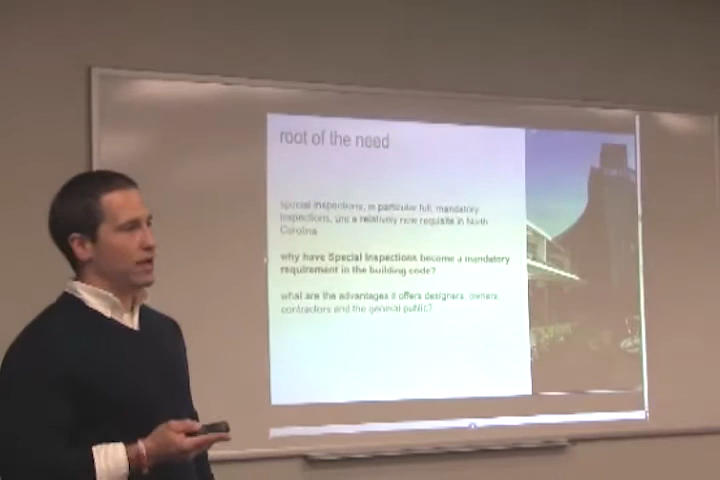 root of the need
special inspections, in particular full, mandatory
inspections, are a relatively new requisite in North
Carolina
why have Special Inspections become a mandatory
requirement in the building code?
what are the advantages it offers designers, owners,
contractors and the general public?